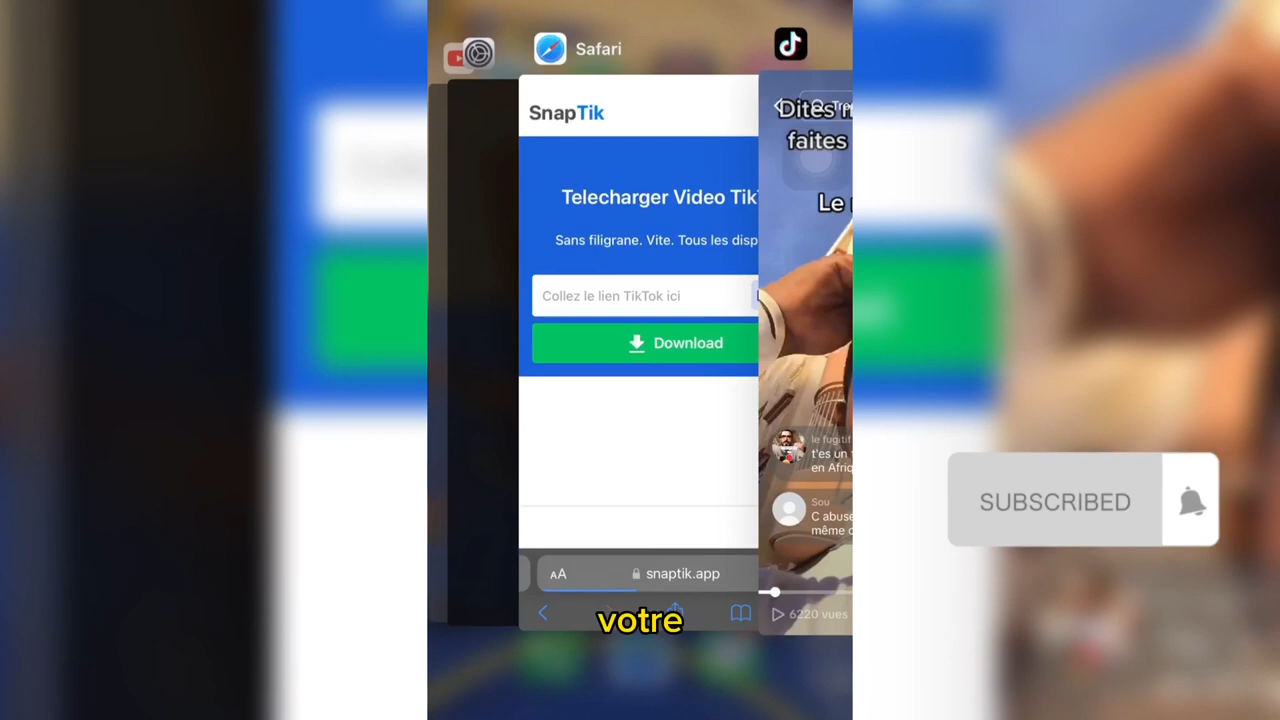 Safari
SnapTik
Telecharger Video Tik
Sans filigrane. Vite. Tous les disp
Collez le lien TikTok ici
Download
AA
snaptik.app
votre
Dites
faites
Le
le fugitif
t'es un
en Afriq
Sou
C abuse
même
6220 vues
SUBSCRIBED